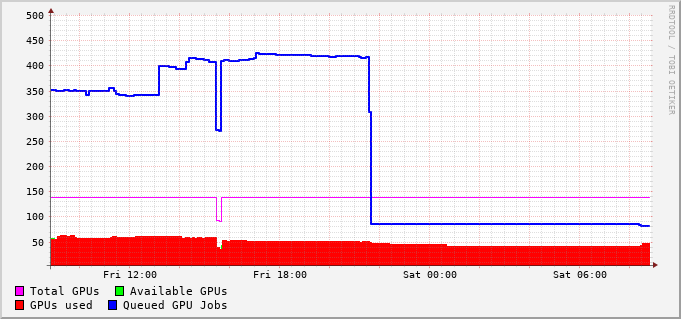 500
450
400
350
300
250
200
150
100
50
Fri 12:00 Fri 18:00 Sat 00:00 Sat 06:00
Total GPUs Available GPUs
GPUs used Queued GPU Jobs
RRDTOOL / TOBI OETIKER